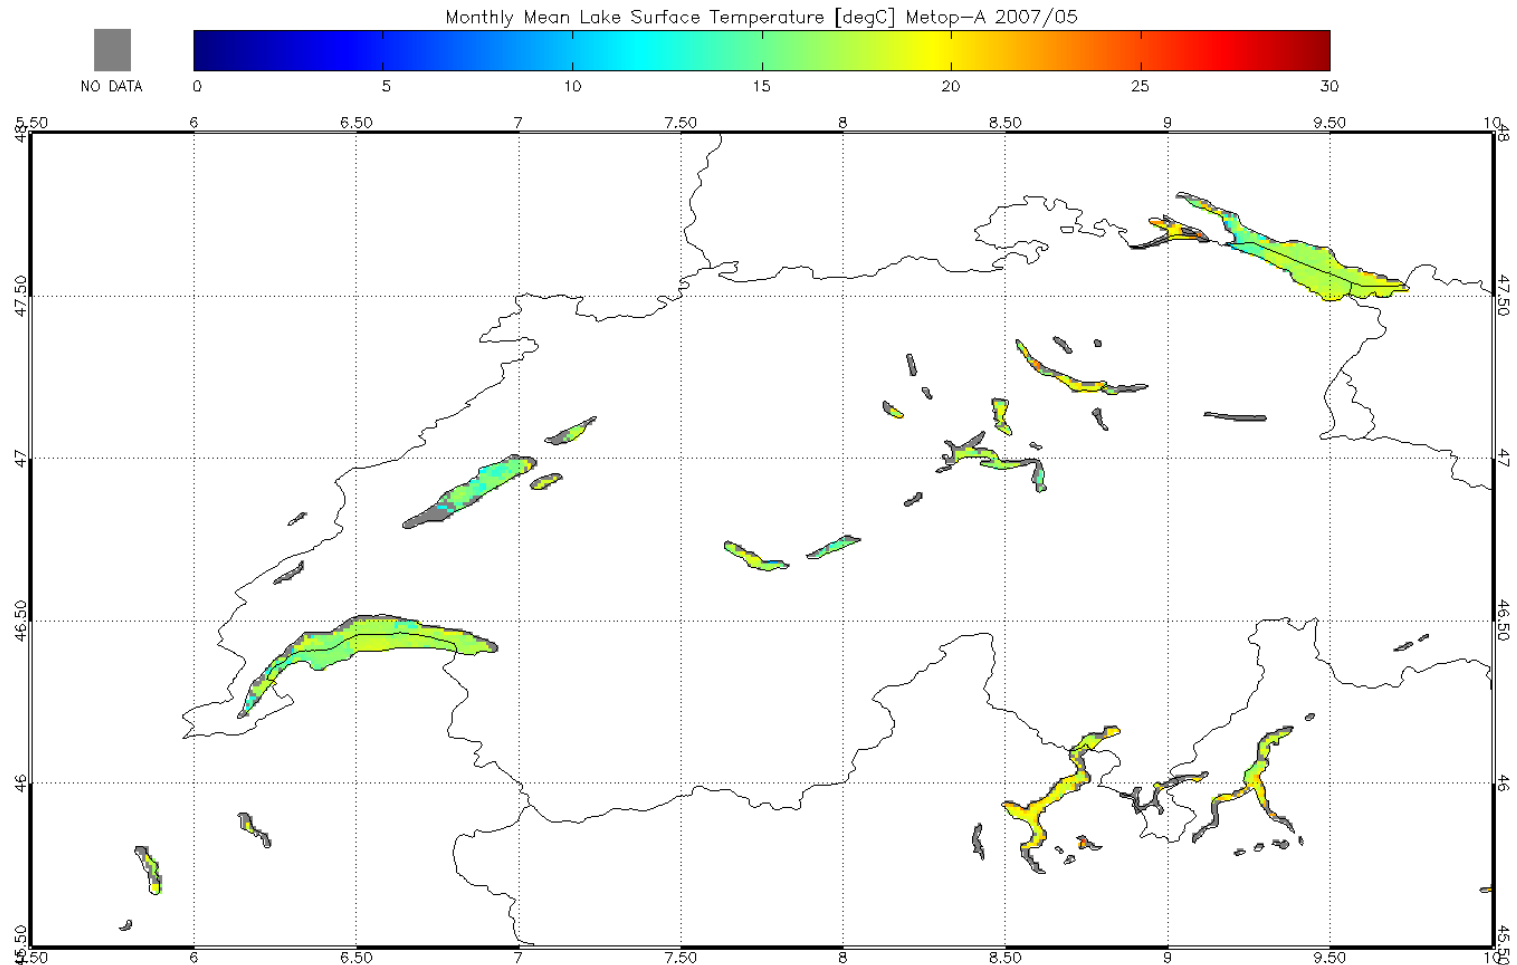 Monthly Mean Lake Surface Temperature [degC] Metop-A 2007/05
NO DATA
0 5 10 15 20 25 30
5.50 6 6.50 7 7.50 8 8.50 9 9.50 10
48 48
47.50 47.50
47 47
46.50 46.50
46 46
45.50 45.50
5.50 6 6.50 7 7.50 8 8.50 9 9.50 10